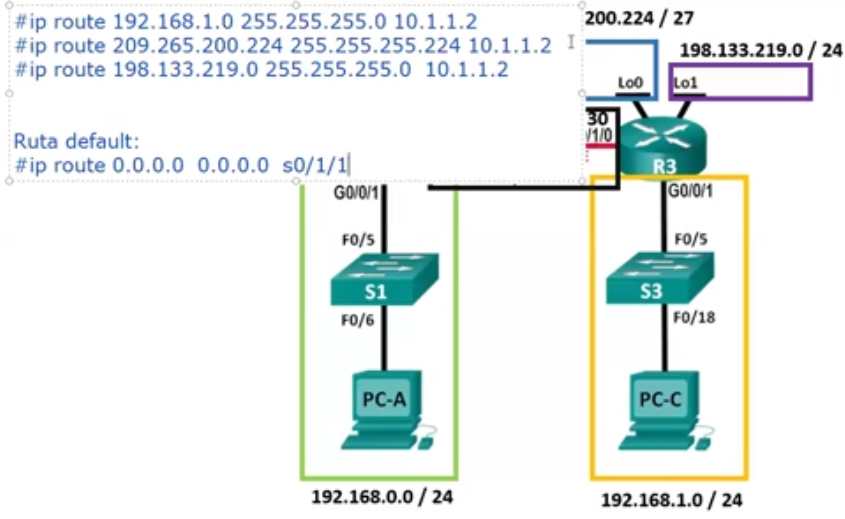 #ip route 192.168.1.0 255.255.255.0 10.1.1.2
#ip route 209.265.200.224 255.255.255.224 10.1.1.2
#ip route 198.133.219.0 255.255.255.0 10.1.1.2
Ruta default:
#ip route 0.0.0.0 0.0.0.0 s0/1/1
200.224 / 27
198.133.219.0 / 24
Lo0
Lo1
30
/1/0
R3
G0/0/1
G0/0/1
F0/5
F0/5
S1
S3
F0/6
F0/18
PC-A
PC-C
192.168.0.0 / 24
192.168.1.0 / 24